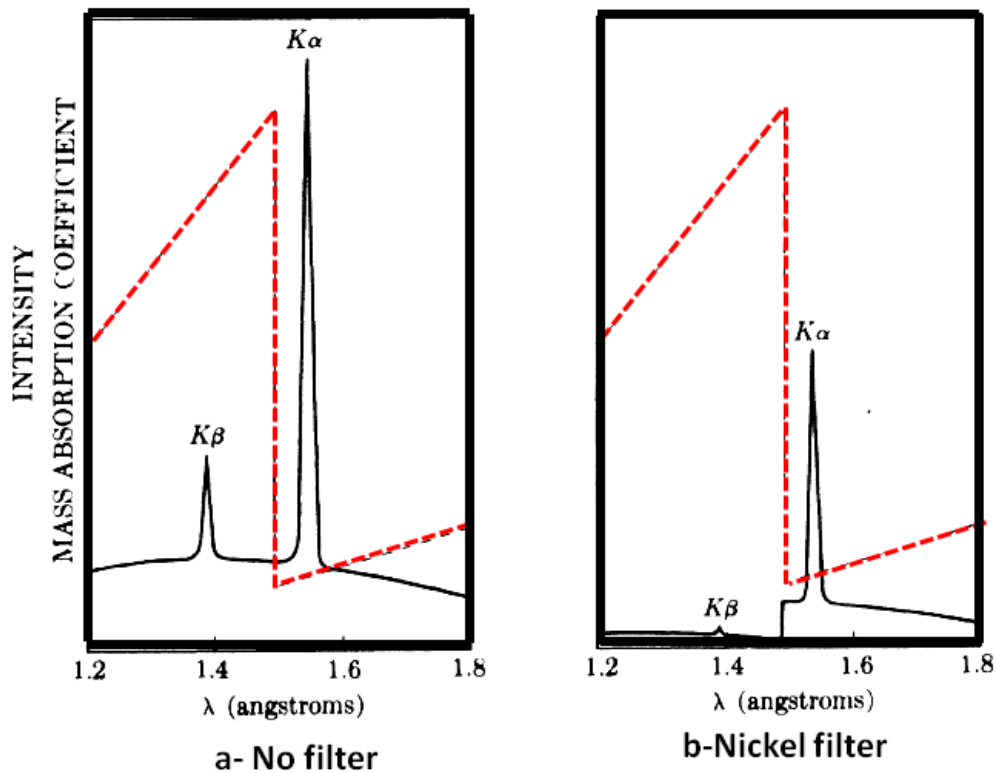 INTENSITY
MASS ABSORPTION COEFFICIENT
Kα
Kβ
1.2 1.4 1.6 1.8
λ (angstroms)
a- No filter
Kα
Kβ
1.2 1.4 1.6 1.8
λ (angstroms)
b-Nickel filter